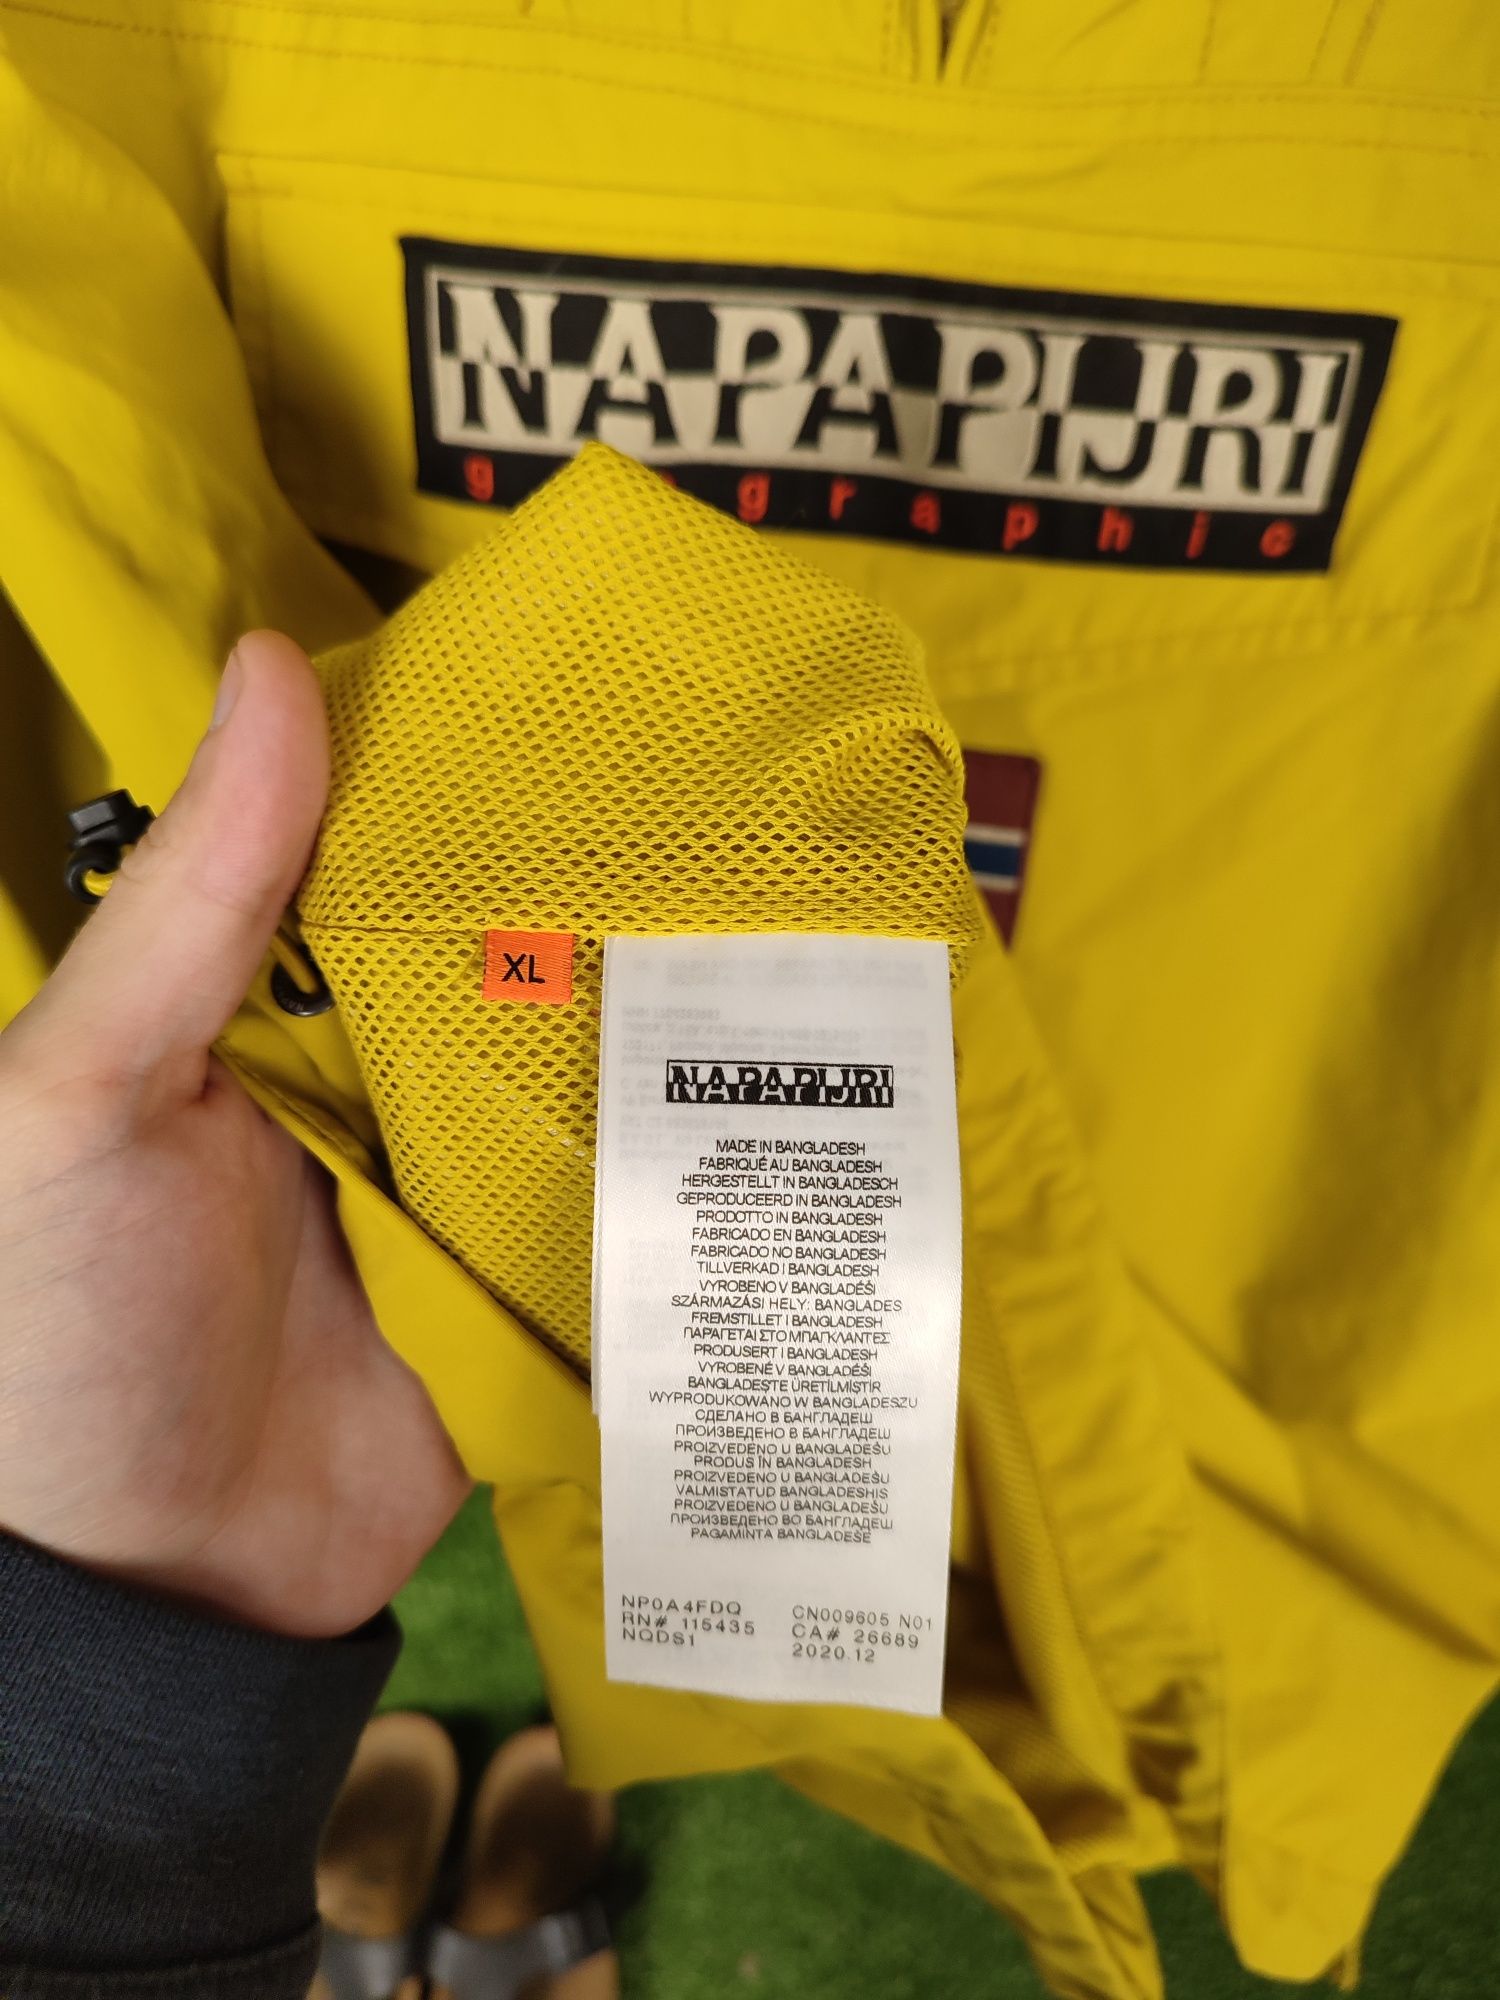 NAPAPIJRI
g graphic
XL
NAPAPIJRI
MADE IN BANGLADESH
FABRIQUÉ AU BANGLADESH
HERGESTELLT IN BANGLADESCH
GEPRODUCEERD IN BANGLADESH
PRODOTTO IN BANGLADESH
FABRICADO EN BANGLADESH
FABRICADO NO BANGLADESH
TILLVERKAD I BANGLADESH
VYROBENO V BANGLADÉŠI
SZÁRMAZÁSI HELY: BANGLADES
FREMSTILLET I BANGLADESH
ΠΑΡΑΓΕΤΑΙ ΣΤΟ ΜΠΑΓΚΛΑΝΤΕΣ
PRODUSERT I BANGLADESH
VYROBENÉ V BANGLADÉŠI
BANGLADEŞTE ÜRETİLMİŞTİR
WYPRODUKOWANO W BANGLADESZU
СДЕЛАНО В БАНГЛАДЕШ
ПРОИЗВЕДЕНО В БАНГЛАДЕШ
PROIZVEDENO U BANGLADEŠU
PRODUS ÎN BANGLADESH
PROIZVEDENO U BANGLADEŠU
VALMISTATUD BANGLADESHIS
PROIZVEDENO U BANGLADEŠU
ПРОИЗВЕДЕНО ВО БАНГЛАДЕШ
PAGAMINTA BANGLADEŠE
NP0A4FDQ CN009605 N01
RN# 115435 CA# 26689
NQDS1 2020.12